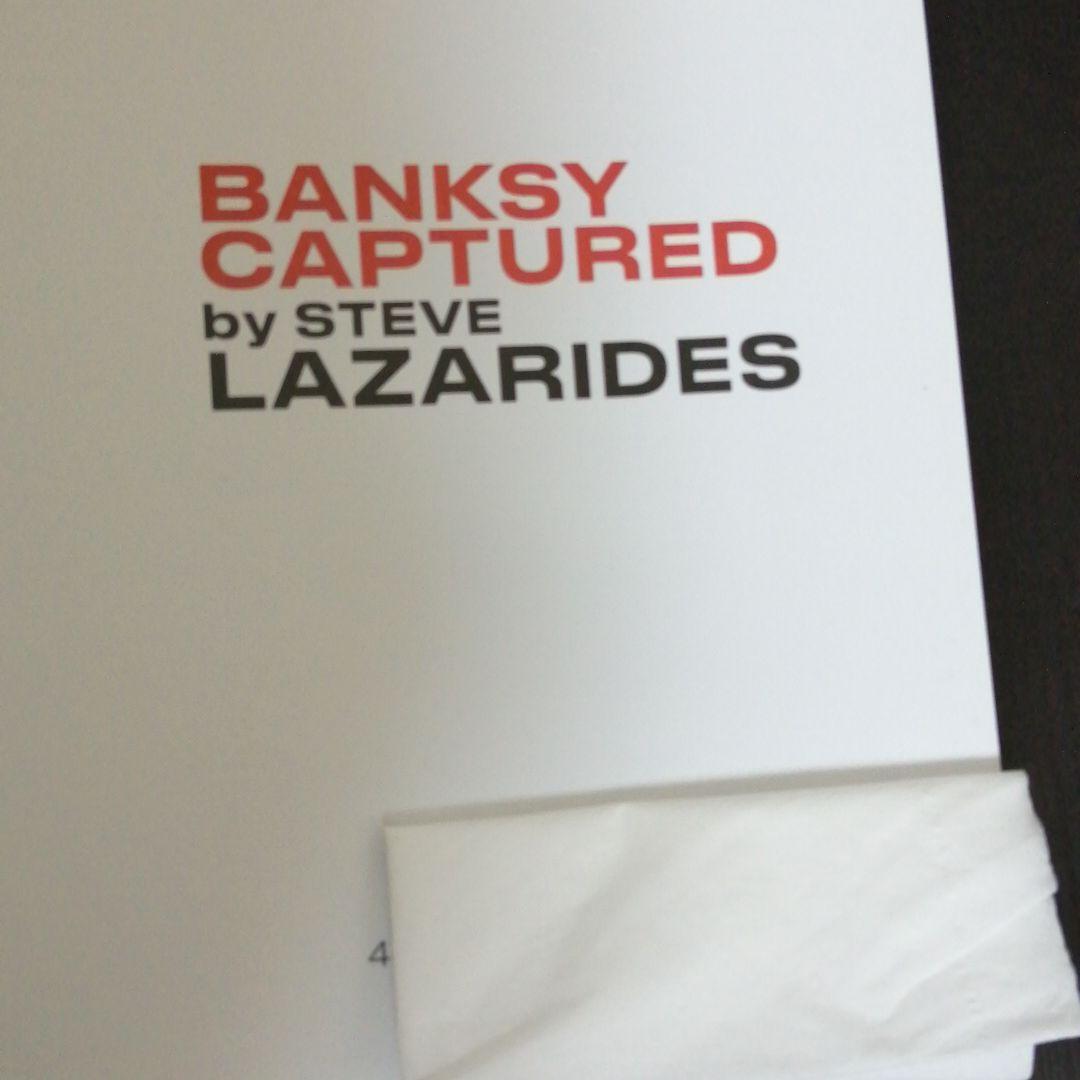 BANKSY
CAPTURED
by STEVE
LAZARIDES
4